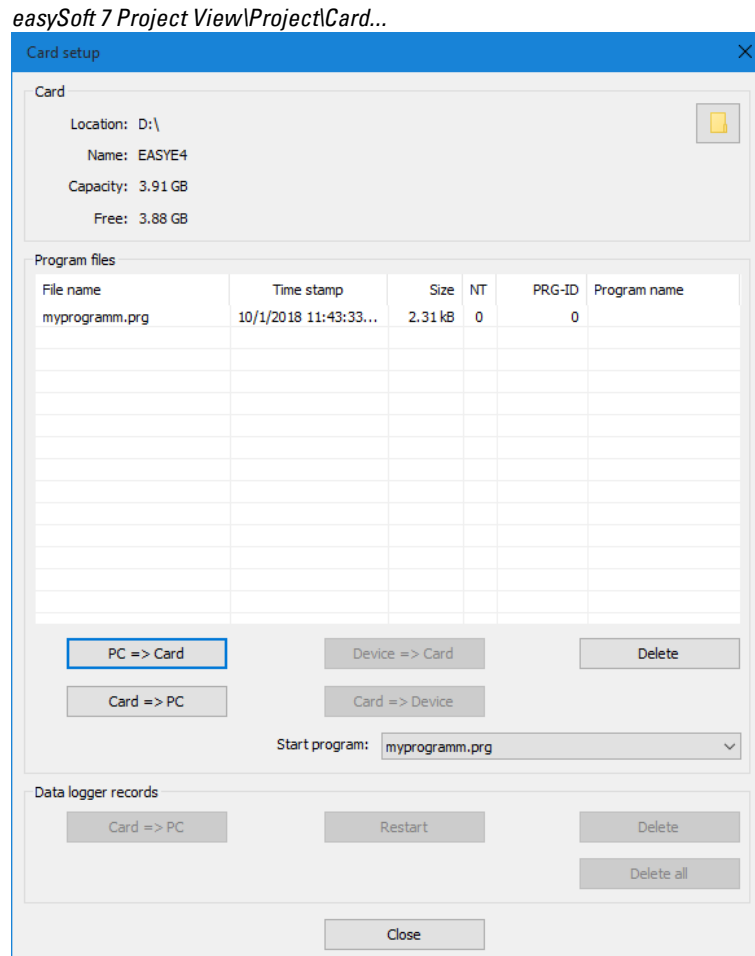 easySoft 7 Project View\Project\Card...
Card setup
Card
Location: D:\
Name: EASYE4
Capacity: 3.91 GB
Free: 3.88 GB
Program files
File name Time stamp Size NT PRG-ID Program name
myprogramm.prg 10/1/2018 11:43:33... 2.31 kB 0 0
PC => Card Device => Card Delete
Card => PC Card => Device
Start program: myprogramm.prg
Data logger records
Card => PC Restart Delete
Delete all
Close